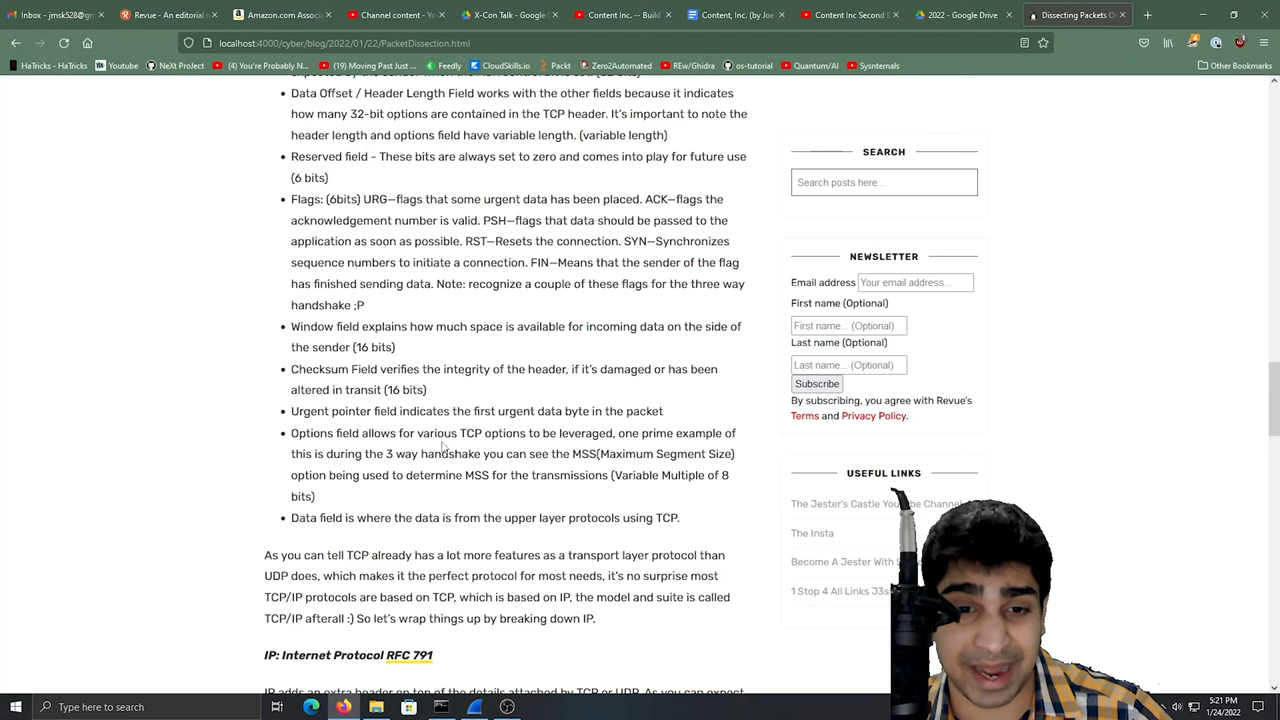 Inbox - jmsk528@gm
Revue - An editorial n
Amazon.com Associat
Channel content - Yo
X-Con Talk - Google D
Content Inc. -- Build
Content, Inc. (by Joe
Content Second E
2022 - Google Drive
Dissecting Packets On
localhost:4000/cyber/blog/2022/01/22/PacketDissection.html
HaTricks - HaTricks
Youtube
NeXt Project
(4) You're Probably N...
(19) Moving Past Just ...
Feedly
CloudSkills.io
Packt
Zero2Automated
REw/Ghidra
os-tutorial
Quantum/AI
Sysnternals
Other Bookmarks
Data Offset / Header Length Field works with the other fields because it indicates
how many 32-bit options are contained in the TCP header. It's important to note the
header length and options field have variable length. (variable length)
Reserved field - These bits are always set to zero and comes into play for future use
(6 bits)
Flags: (6bits) URG—flags that some urgent data has been placed. ACK—flags the
acknowledgement number is valid. PSH—flags that data should be passed to the
application as soon as possible. RST—Resets the connection. SYN—Synchronizes
sequence numbers to initiate a connection. FIN—Means that the sender of the flag
has finished sending data. Note: recognize a couple of these flags for the three way
handshake ;P
Window field explains how much space is available for incoming data on the side of
the sender (16 bits)
Checksum Field verifies the integrity of the header, if it's damaged or has been
altered in transit (16 bits)
Urgent pointer field indicates the first urgent data byte in the packet
Options field allows for various TCP options to be leveraged, one prime example of
this is during the 3 way handshake you can see the MSS(Maximum Segment Size)
option being used to determine MSS for the transmissions (Variable Multiple of 8
bits)
Data field is where the data is from the upper layer protocols using TCP.
As you can tell TCP already has a lot more features as a transport layer protocol than
UDP does, which makes it the perfect protocol for most needs, it's no surprise most
TCP/IP protocols are based on TCP, which is based on IP, the model and suite is called
TCP/IP afterall :) So let's wrap things up by breaking down IP.
IP: Internet Protocol RFC 791
IP adds an extra header on top of the details attached by TCP or UDP. As you can expect
SEARCH
Search posts here...
NEWSLETTER
Email address Your email address...
First name (Optional)
First name... (Optional)
Last name (Optional)
Last name... (Optional)
Subscribe
By subscribing, you agree with Revue's
Terms and Privacy Policy.
USEFUL LINKS
The Jester's Castle You be Channel
The Insta
Become A Jester With S
1 Stop 4 All Links J3s
Type here to search
5:21 PM
1/24/2022